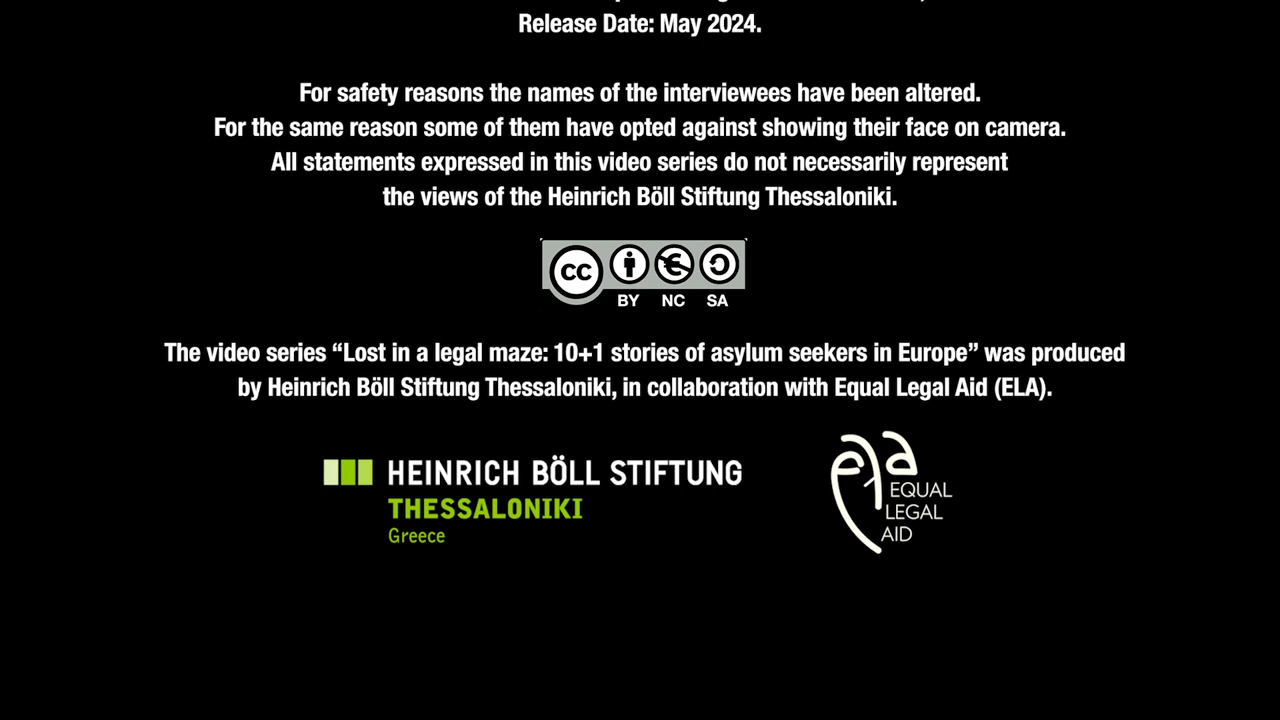 Release Date: May 2024.
For safety reasons the names of the interviewees have been altered.
For the same reason some of them have opted against showing their face on camera.
All statements expressed in this video series do not necessarily represent
the views of the Heinrich Böll Stiftung Thessaloniki.
cc
BY NC SA
The video series “Lost in a legal maze: 10+1 stories of asylum seekers in Europe” was produced
by Heinrich Böll Stiftung Thessaloniki, in collaboration with Equal Legal Aid (ELA).
HEINRICH BÖLL STIFTUNG
THESSALONIKI
Greece
ela
EQUAL
LEGAL
AID